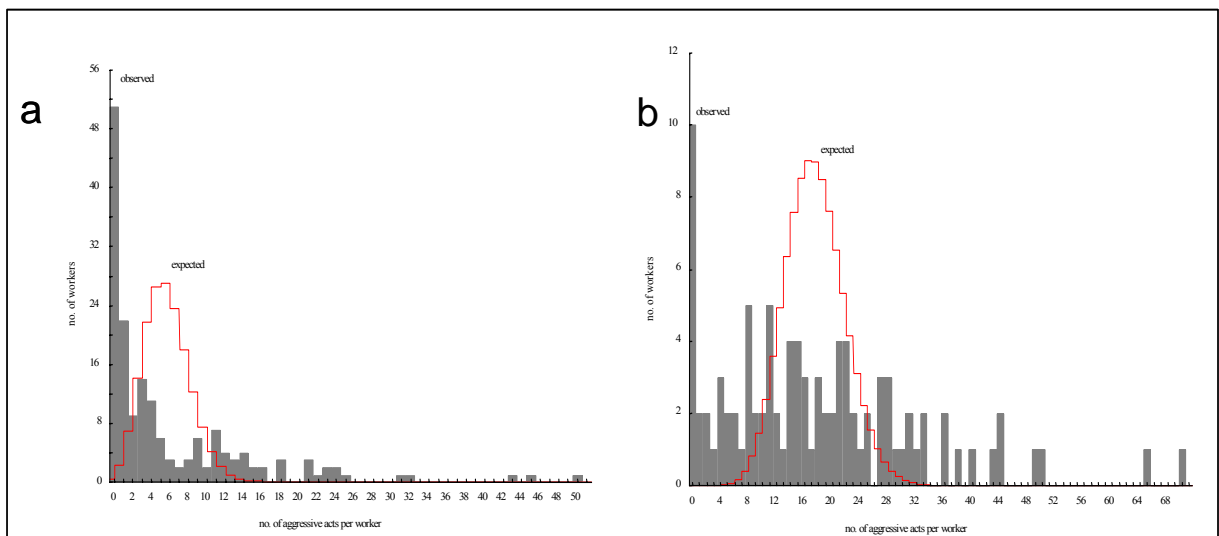 a
56
48
40
32
24
16
8
0
observed
expected
no. of workers
0 2 4 6 8 10 12 14 16 18 20 22 24 26 28 30 32 34 36 38 40 42 44 46 48 50
no. of aggressive acts per worker
b
12
10
8
6
4
2
0
observed
expected
no. of workers
0 4 8 12 16 20 24 28 32 36 40 44 48 52 56 60 64 68
no. of aggressive acts per worker